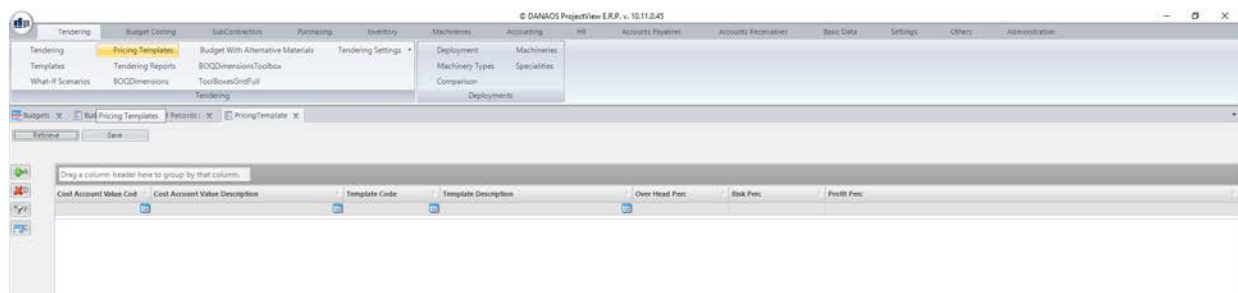 © DANAOS ProjectView E.R.P. v. 10.11.0.45
Tendering Budget Costing SubContractors Purchasing Inventory Machineries Accounting HR Accounts Payables Accounts Receivables Basic Data Settings Others Administration
Tendering Pricing Templates Budget With Alternative Materials Tendering Settings Deployment Machineries
Templates Tendering Reports BOQDimensionsToolbox Machinery Types Specialities
What-If Scenarios BOQDimensions ToolBoxesGridFull Comparison
Tendering Deployments
Budgets X Bud Pricing Templates Records: X PricingTemplate X
Retrieve Save
Drag a column header here to group by that column.
Cost Account Value Cod Cost Account Value Description Template Code Template Description Over Head Perc Risk Perc Profit Perc